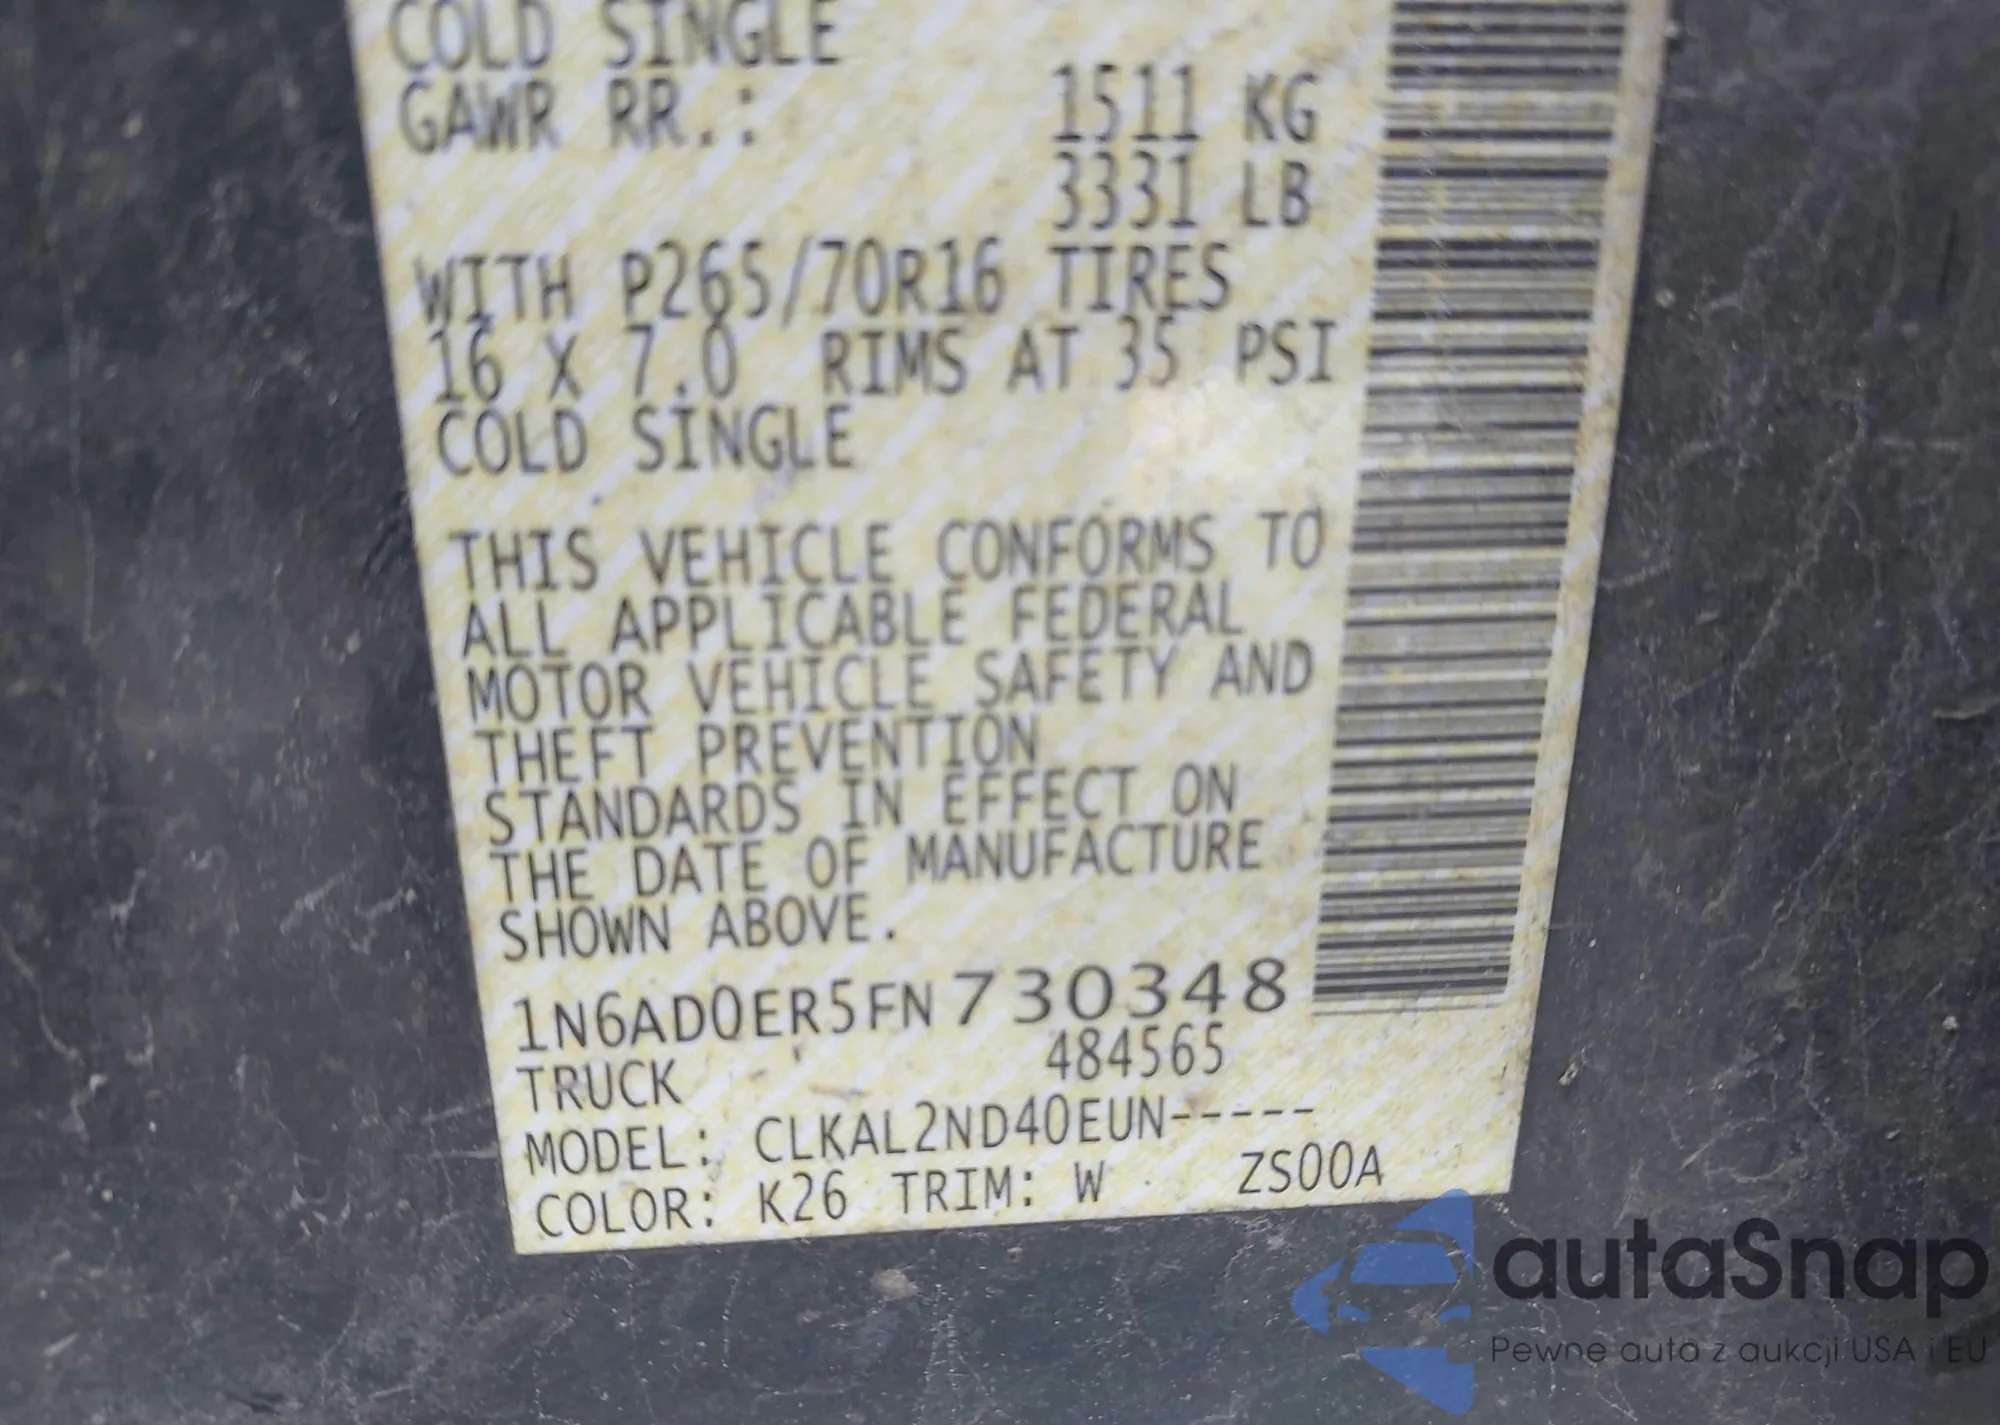 COLD SINGLE
GAWR RR.: 1511 KG
3331 LB
WITH P265/70R16 TIRES
16 X 7.0 RIMS AT 35 PSI
COLD SINGLE
THIS VEHICLE CONFORMS TO
ALL APPLICABLE FEDERAL
MOTOR VEHICLE SAFETY AND
THEFT PREVENTION
STANDARDS IN EFFECT ON
THE DATE OF MANUFACTURE
SHOWN ABOVE.
1N6AD0ER5FN730348
TRUCK 484565
MODEL: CLKAL2ND40EUN-----
COLOR: K26 TRIM: W ZS00A
autaSnap
Pewne auta z aukcji USA i EU